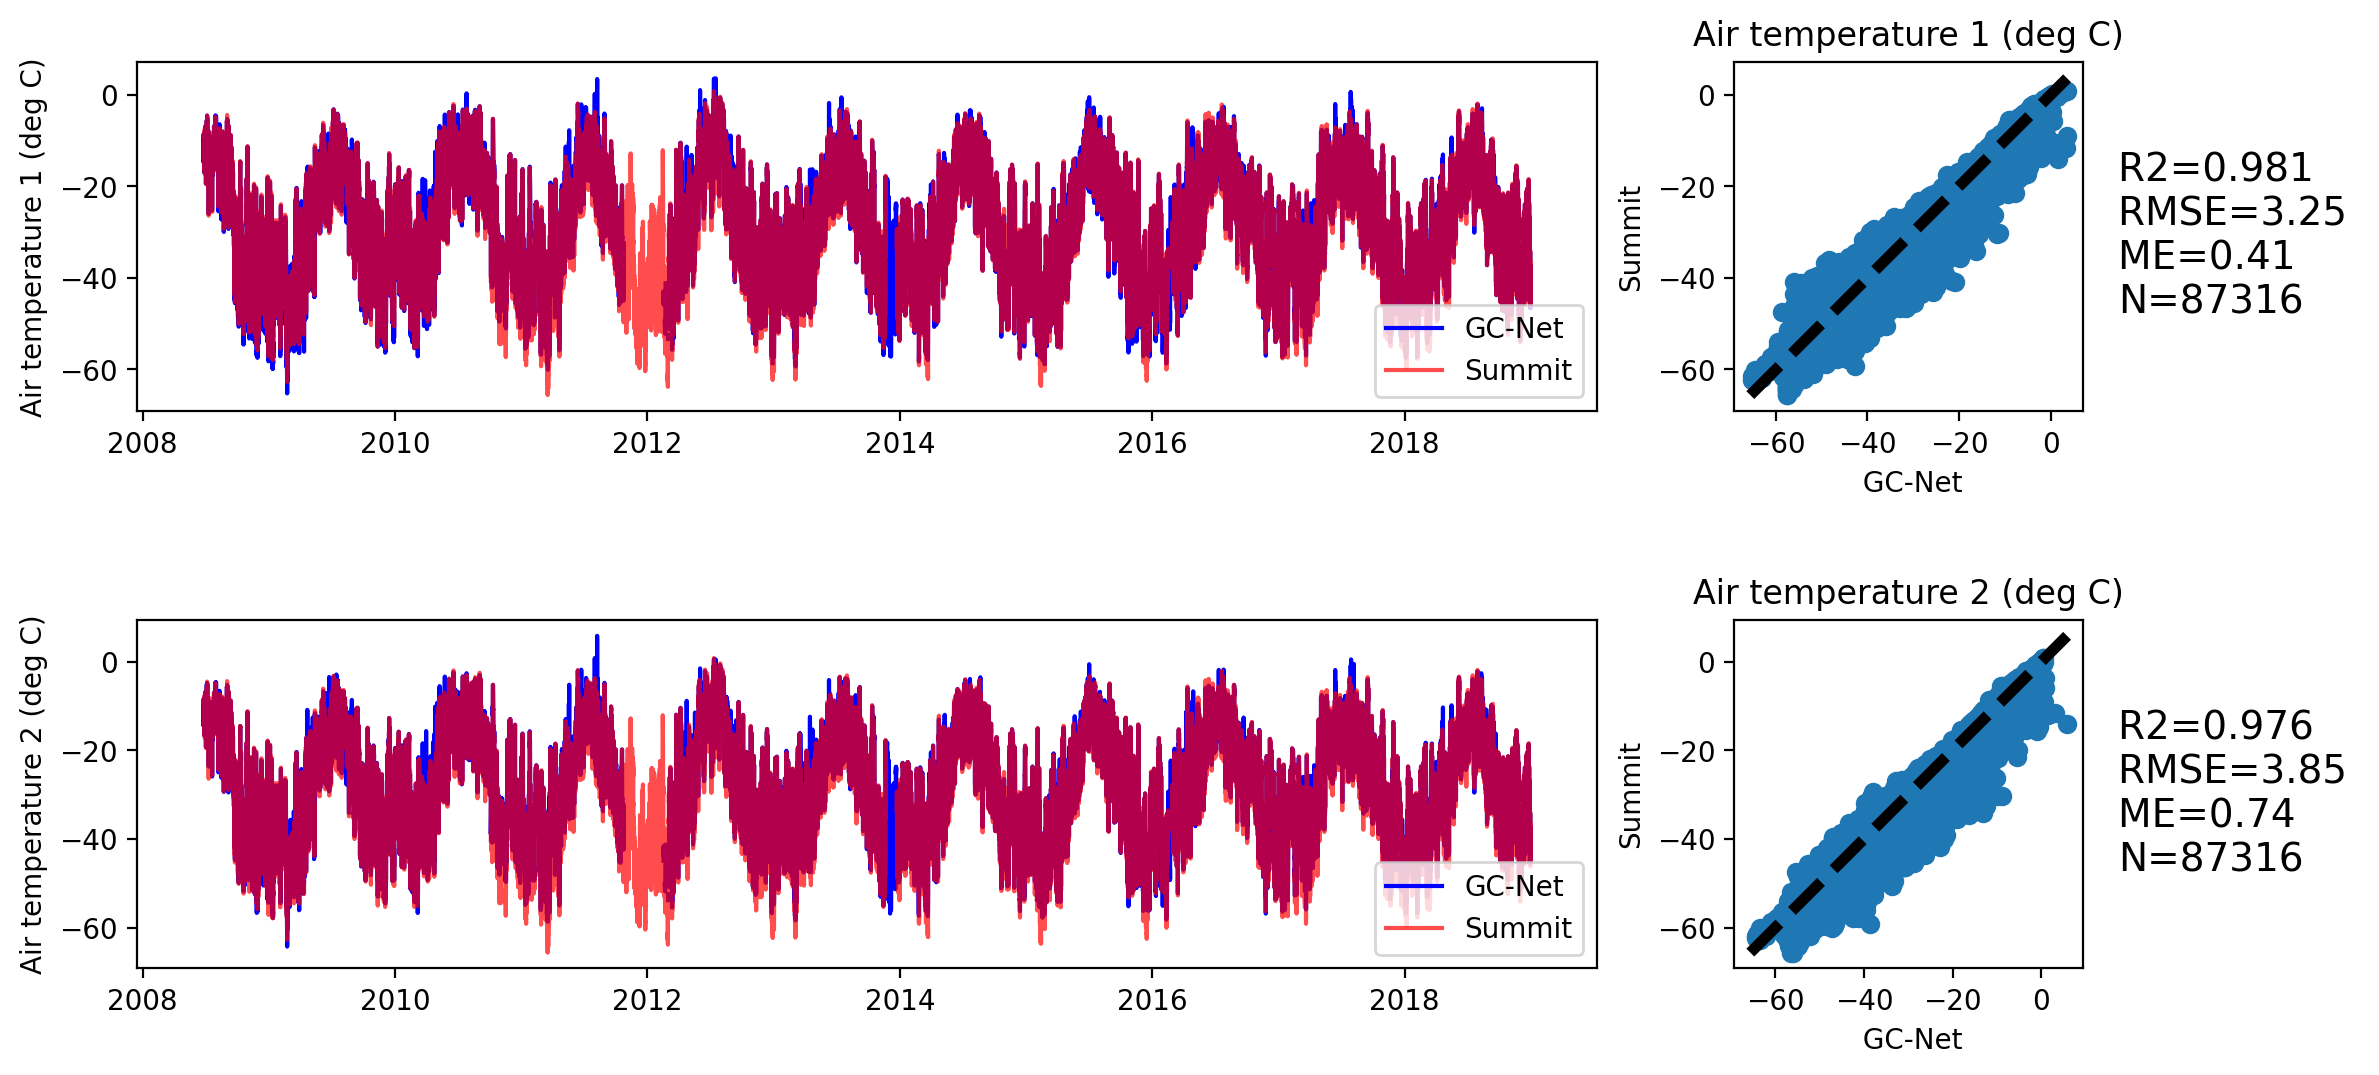 Air temperature 1 (deg C)
Air temperature 1 (deg C)
0
−20
−40
−60
2008 2010 2012 2014 2016 2018
GC-Net
Summit
Summit
0
−20
−40
−60
−60 −40 −20 0
GC-Net
R2=0.981
RMSE=3.25
ME=0.41
N=87316
Air temperature 2 (deg C)
Air temperature 2 (deg C)
0
−20
−40
−60
2008 2010 2012 2014 2016 2018
GC-Net
Summit
Summit
0
−20
−40
−60
−60 −40 −20 0
GC-Net
R2=0.976
RMSE=3.85
ME=0.74
N=87316